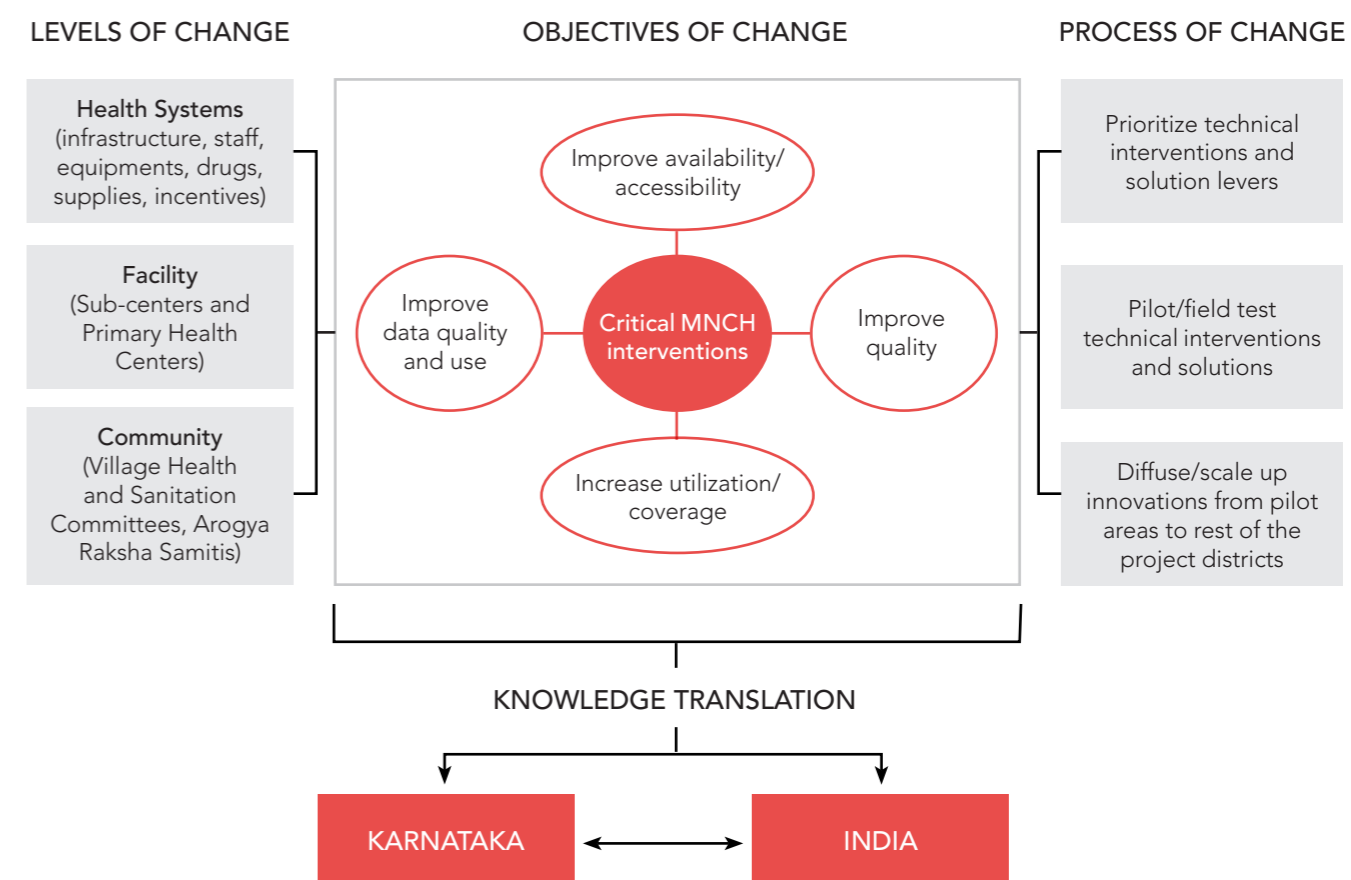 LEVELS OF CHANGE
Health Systems
(infrastructure, staff,
equipments, drugs,
supplies, incentives)
Facility
(Sub-centers and
Primary Health
Centers)
Community
(Village Health
and Sanitation
Committees, Arogya
Raksha Samitis)
OBJECTIVES OF CHANGE
Improve availability/
accessibility
Improve
data quality
and use
Critical MNCH
interventions
Improve
quality
Increase utilization/
coverage
PROCESS OF CHANGE
Prioritize technical
interventions and
solution levers
Pilot/field test
technical interventions
and solutions
Diffuse/scale up
innovations from pilot
areas to rest of the
project districts
KNOWLEDGE TRANSLATION
KARNATAKA
INDIA